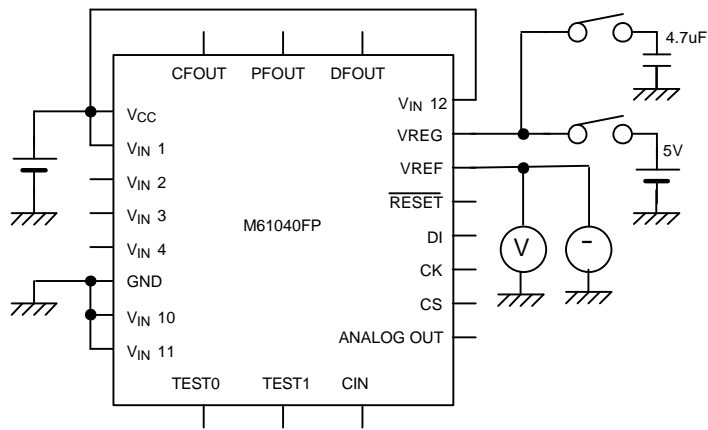 CFOUT PFOUT DFOUT
4.7uF
VCC
VIN 12
VREG
VIN 1
5V
VIN 2
VREF
VIN 3
RESET
M61040FP
VIN 4
DI
V
-
GND
CK
CS
VIN 10
ANALOG OUT
VIN 11
TEST0 TEST1 CIN